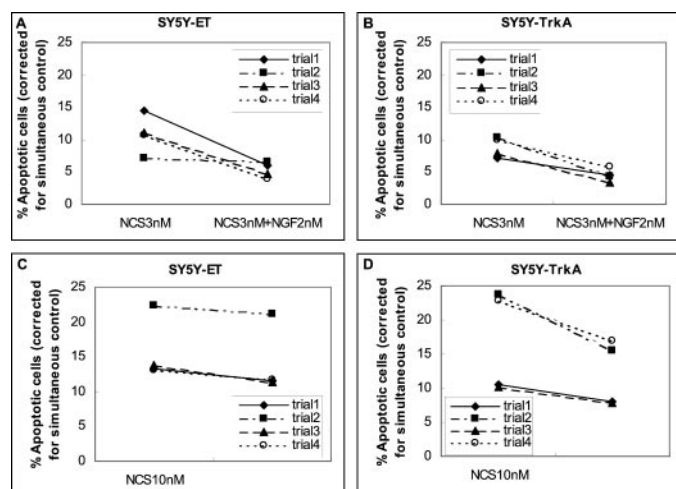 A
SY5Y-ET
% Apoptotic cells (corrected
for simultaneous control)
25
20
15
10
5
0
trial1
trial2
trial3
trial4
NCS3nM
NCS3nM+NGF2nM
B
SY5Y-TrkA
% Apoptotic cells (corrected
for simultaneous control)
25
20
15
10
5
0
trial1
trial2
trial3
trial4
NCS3nM
NCS3nM+NGF2nM
C
SY5Y-ET
% Apoptotic cells (corrected
for simultaneous control)
25
20
15
10
5
0
trial1
trial2
trial3
trial4
NCS10nM
D
SY5Y-TrkA
% Apoptotic cells (corrected
for simultaneous control)
25
20
15
10
5
0
trial1
trial2
trial3
trial4
NCS10nM